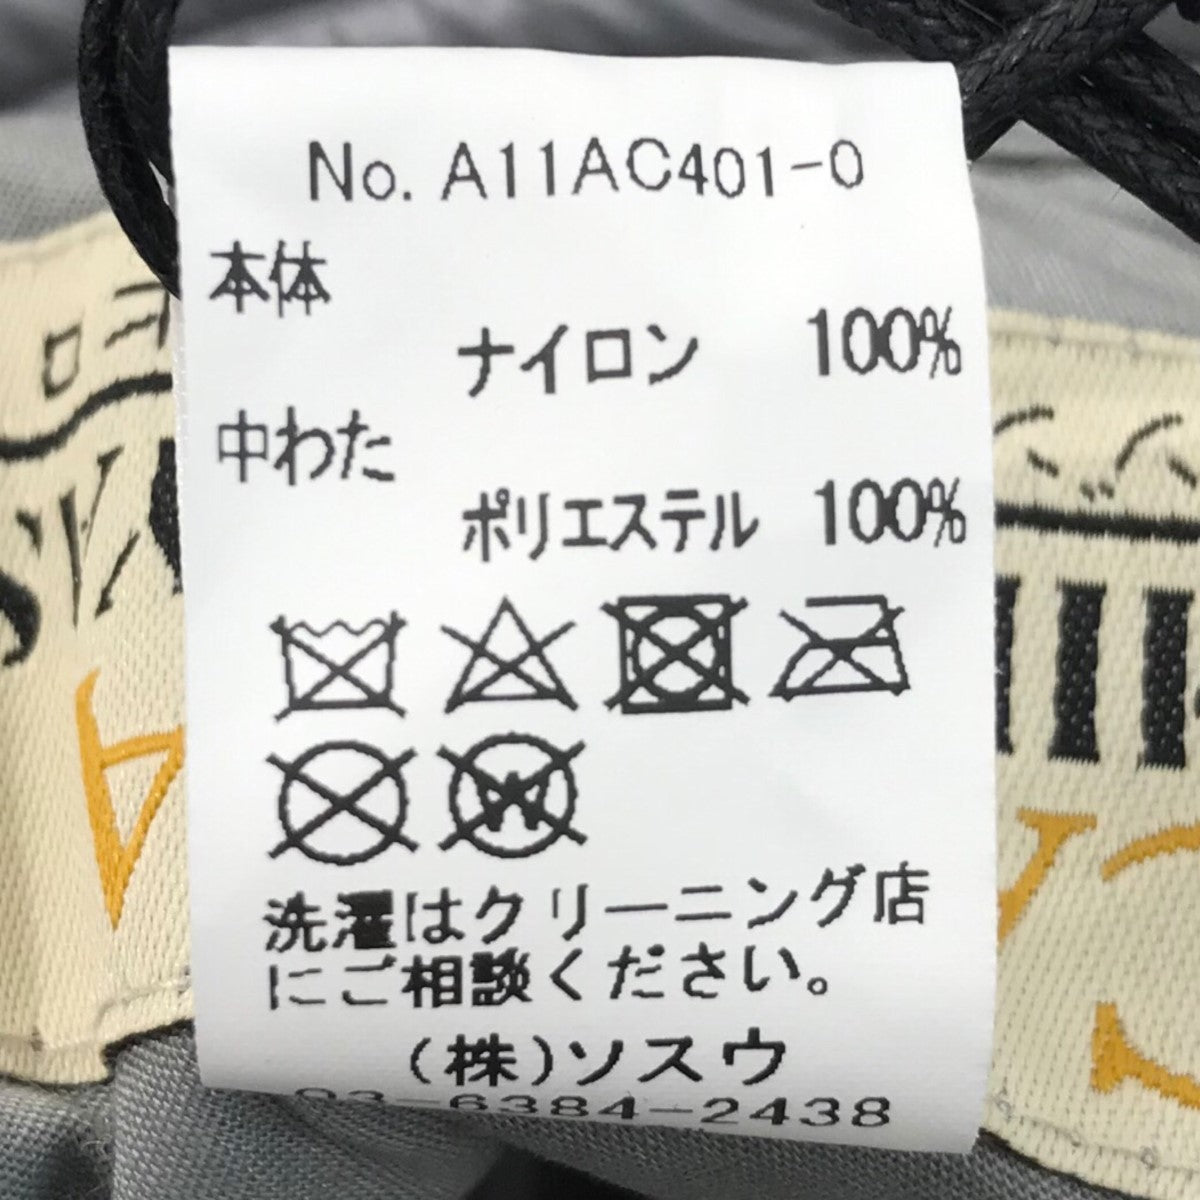 No. A11AC401-0
本体
ナイロン 100%
中わた
ポリエステル 100%
W
洗濯はクリーニング店
にご相談ください。
(株)ソスウ
03-6384-2438